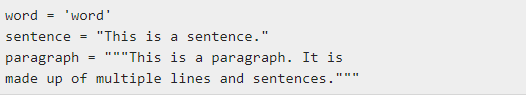 word = 'word'
sentence = "This is a sentence."
paragraph = """This is a paragraph. It is
made up of multiple lines and sentences."""